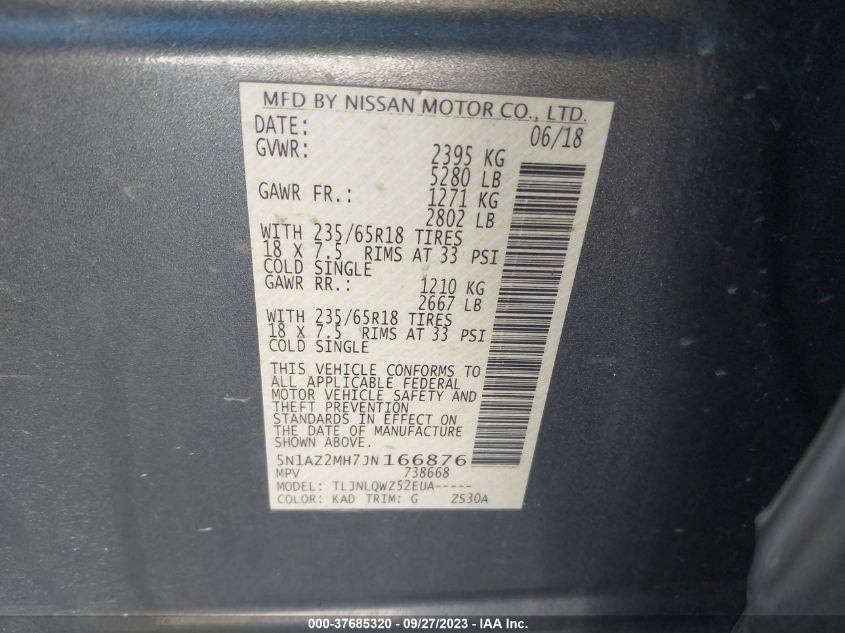 MFD BY NISSAN MOTOR CO., LTD.
DATE: 06/18
GVWR: 2395 KG
5280 LB
GAWR FR.: 1271 KG
2802 LB
WITH 235/65R18 TIRES
18 X 7.5 RIMS AT 33 PSI
COLD SINGLE
GAWR RR.: 1210 KG
2667 LB
WITH 235/65R18 TIRES
18 X 7.5 RIMS AT 33 PSI
COLD SINGLE
THIS VEHICLE CONFORMS TO
ALL APPLICABLE FEDERAL
MOTOR VEHICLE SAFETY AND
THEFT PREVENTION
STANDARDS IN EFFECT ON
THE DATE OF MANUFACTURE
SHOWN ABOVE.
5N1AZ2MH7JN166876
MPV 738668
MODEL: TLJNLQWZ52EUA-----
COLOR: KAD TRIM: G ZS30A
000-37685320 - 09/27/2023 - IAA Inc.